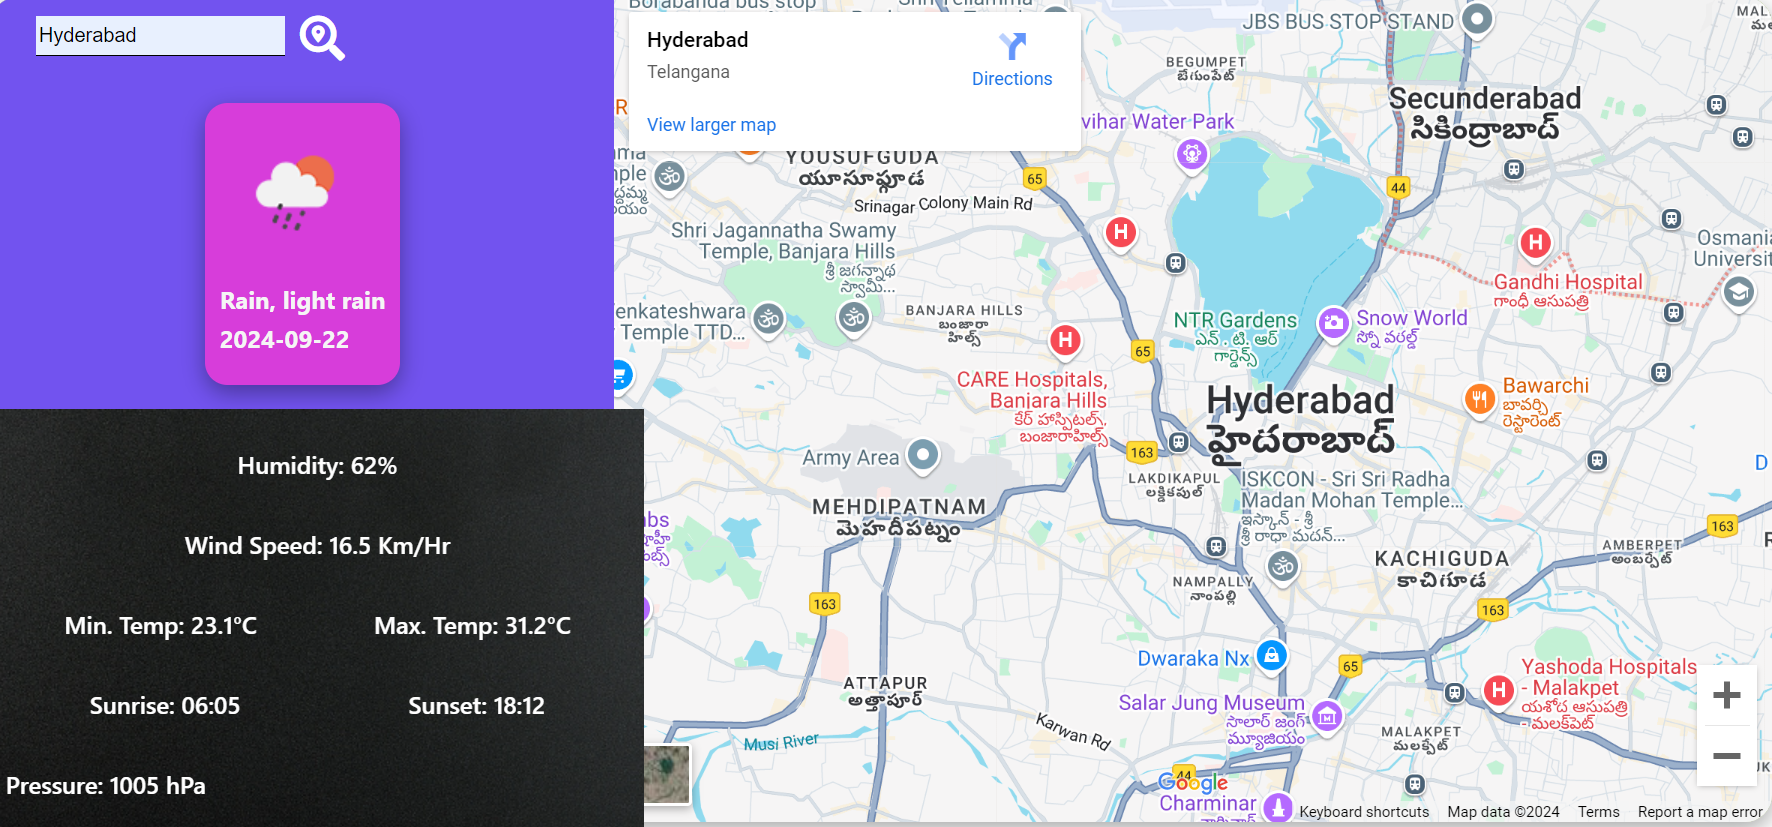 Hyderabad
Rain, light rain
2024-09-22
Humidity: 62%
Wind Speed: 16.5 Km/Hr
Min. Temp: 23.1°C
Max. Temp: 31.2°C
Sunrise: 06:05
Sunset: 18:12
Pressure: 1005 hPa
Hyderabad
Telangana
Directions
View larger map
JBS BUS STOP STAND
BEGUMPET
బేగంపేట్
Secunderabad
సికింద్రాబాద్
Water Park
YOUSUFGUDA
యూసూఫ్గూడ
65
44
Srinagar Colony Main Rd
Shri Jagannatha Swamy
Temple, Banjara Hills
శ్రీ జగన్నాథ
స్వామీ...
Temple TTD...
BANJARA HILLS
బంజారా
హిల్స్
NTR Gardens
ఎన్ . టి. ఆర్
గార్డెన్స్
Snow World
స్నో వరల్డ్
Gandhi Hospital
గాంధీ ఆసుపత్రి
65
CARE Hospitals,
Banjara Hills
కేర్ హాస్పిటల్స్,
బంజారాహిల్స్
Bawarchi
బావర్చి
రెస్టారెంట్
Hyderabad
హైదరాబాద్
Army Area
163
LAKDIKAPUL
లక్డికపుల్
ISKCON - Sri Sri Radha
Madan Mohan Temple...
ఇస్కాన్ - శ్రీ
శ్రీ రాధా మదన్...
MEHDIPATNAM
మెహదీపట్నం
163
AMBERPET
అంబర్పేట్
KACHIGUDA
కాచిగూడ
NAMPALLY
నాంపల్లి
163
163
Dwaraka Nx
65
Yashoda Hospitals
- Malakpet
యశోద ఆసుపత్రి
- మలక్‌పేట్
ATTAPUR
అత్తాపూర్
Salar Jung Museum
సాలార్ జంగ్
మ్యూజియం
Karwan Rd
Musi River
MALAKPET
మలక్పేట్
44
Google
Charminar
Keyboard shortcuts
Map data ©2024
Terms
Report a map error